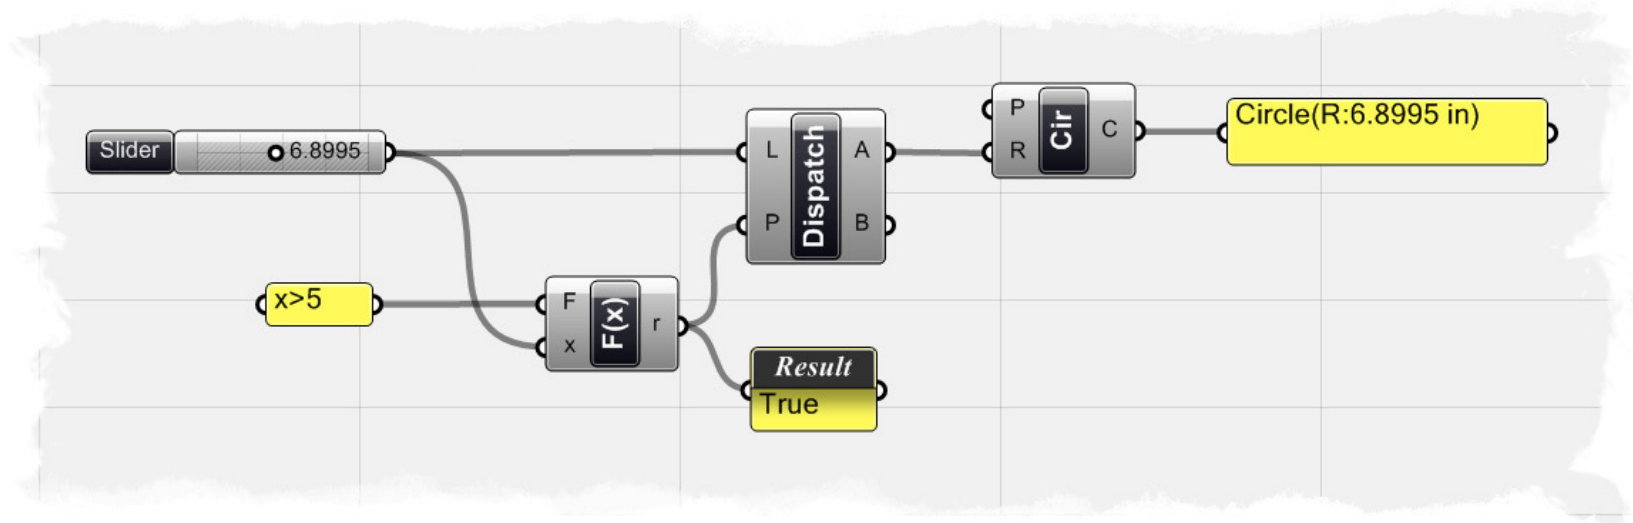 Slider
6.8995
x>5
F
x
F(x)
r
L
P
Dispatch
A
B
Result
True
P
R
Cir
C
Circle(R:6.8995 in)